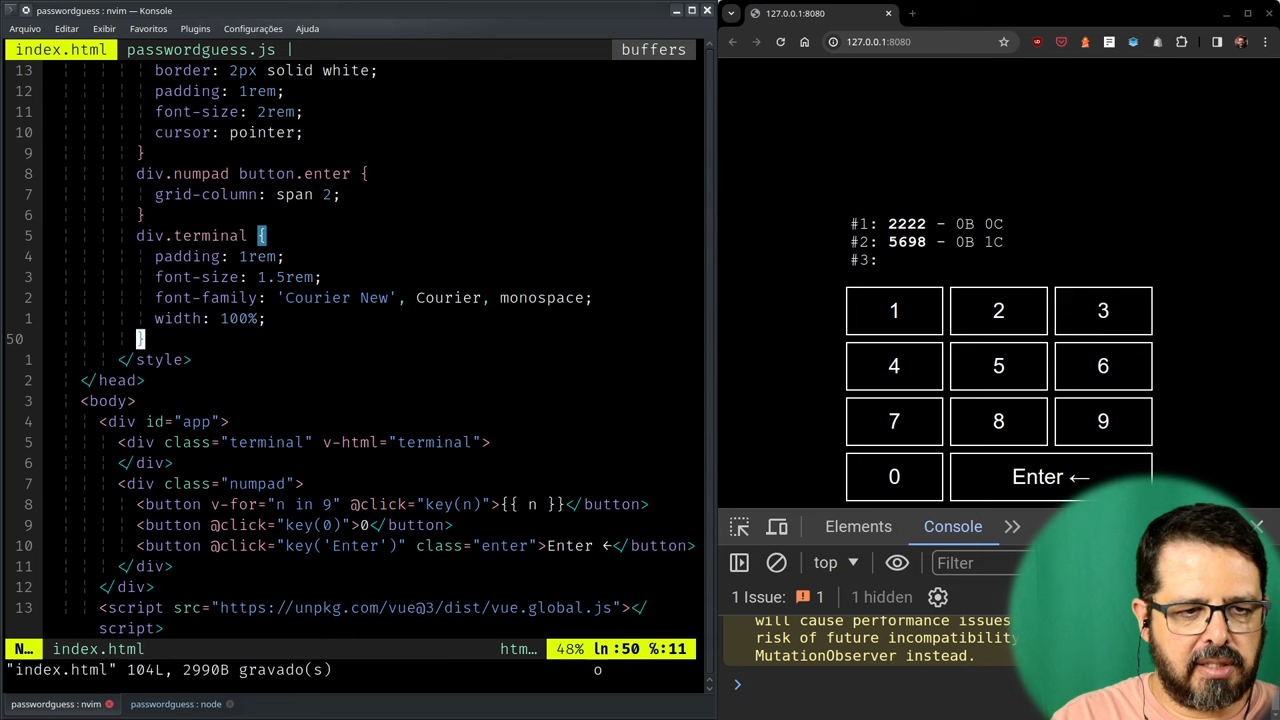 passwordguess : nvim — Konsole
Arquivo Editar Exibir Favoritos Plugins Configurações Ajuda
index.html passwordguess.js | buffers
13 border: 2px solid white;
12 padding: 1rem;
11 font-size: 2rem;
10 cursor: pointer;
9 }
8 div.numpad button.enter {
7 grid-column: span 2;
6 }
5 div.terminal {
4 padding: 1rem;
3 font-size: 1.5rem;
2 font-family: 'Courier New', Courier, monospace;
1 width: 100%;
50 }
1 </style>
2 </head>
3 <body>
4 <div id="app">
5 <div class="terminal" v-html="terminal">
6 </div>
7 <div class="numpad">
8 <button v-for="n in 9" @click="key(n)">{{ n }}</button>
9 <button @click="key(0)">0</button>
10 <button @click="key('Enter')" class="enter">Enter ←</button>
11 </div>
12 </div>
13 <script src="https://unpkg.com/vue@3/dist/vue.global.js"></
script>
N… index.html htm… 48% ln:50 %:11
"index.html" 104L, 2990B gravado(s) o
passwordguess : nvim passwordguess : node
127.0.0.1:8080
127.0.0.1:8080
#1: 2222 - 0B 0C
#2: 5698 - 0B 1C
#3:
1 2 3
4 5 6
7 8 9
0 Enter ←
Elements Console
top Filter
1 Issue: 1 1 hidden
will cause performance issues
risk of future incompatibility
MutationObserver instead.